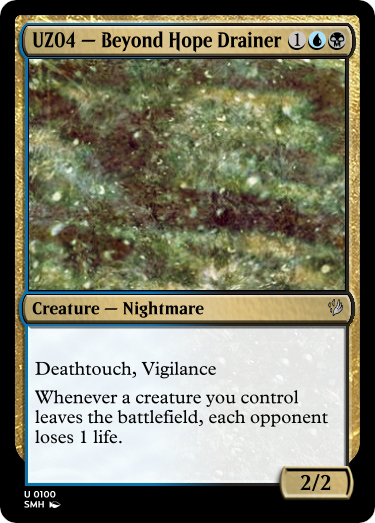 UZ04 — Beyond Hope Drainer 1
Creature — Nightmare
Deathtouch, Vigilance
Whenever a creature you control
leaves the battlefield, each opponent
loses 1 life.
2/2
U 0100
SMH